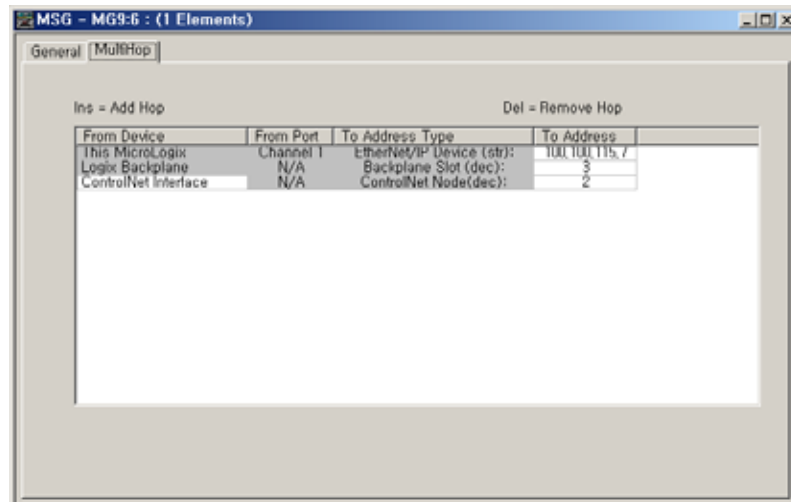 MSG - MG9:6 : (1 Elements)
General MultiHop
Ins = Add Hop Del = Remove Hop
From Device From Port To Address Type To Address
This MicroLogix Channel 1 EtherNet/IP Device (str): 100, 100, 115, 7
Logix Backplane N/A Backplane Slot (dec): 3
ControlNet Interface N/A ControlNet Node(dec): 2